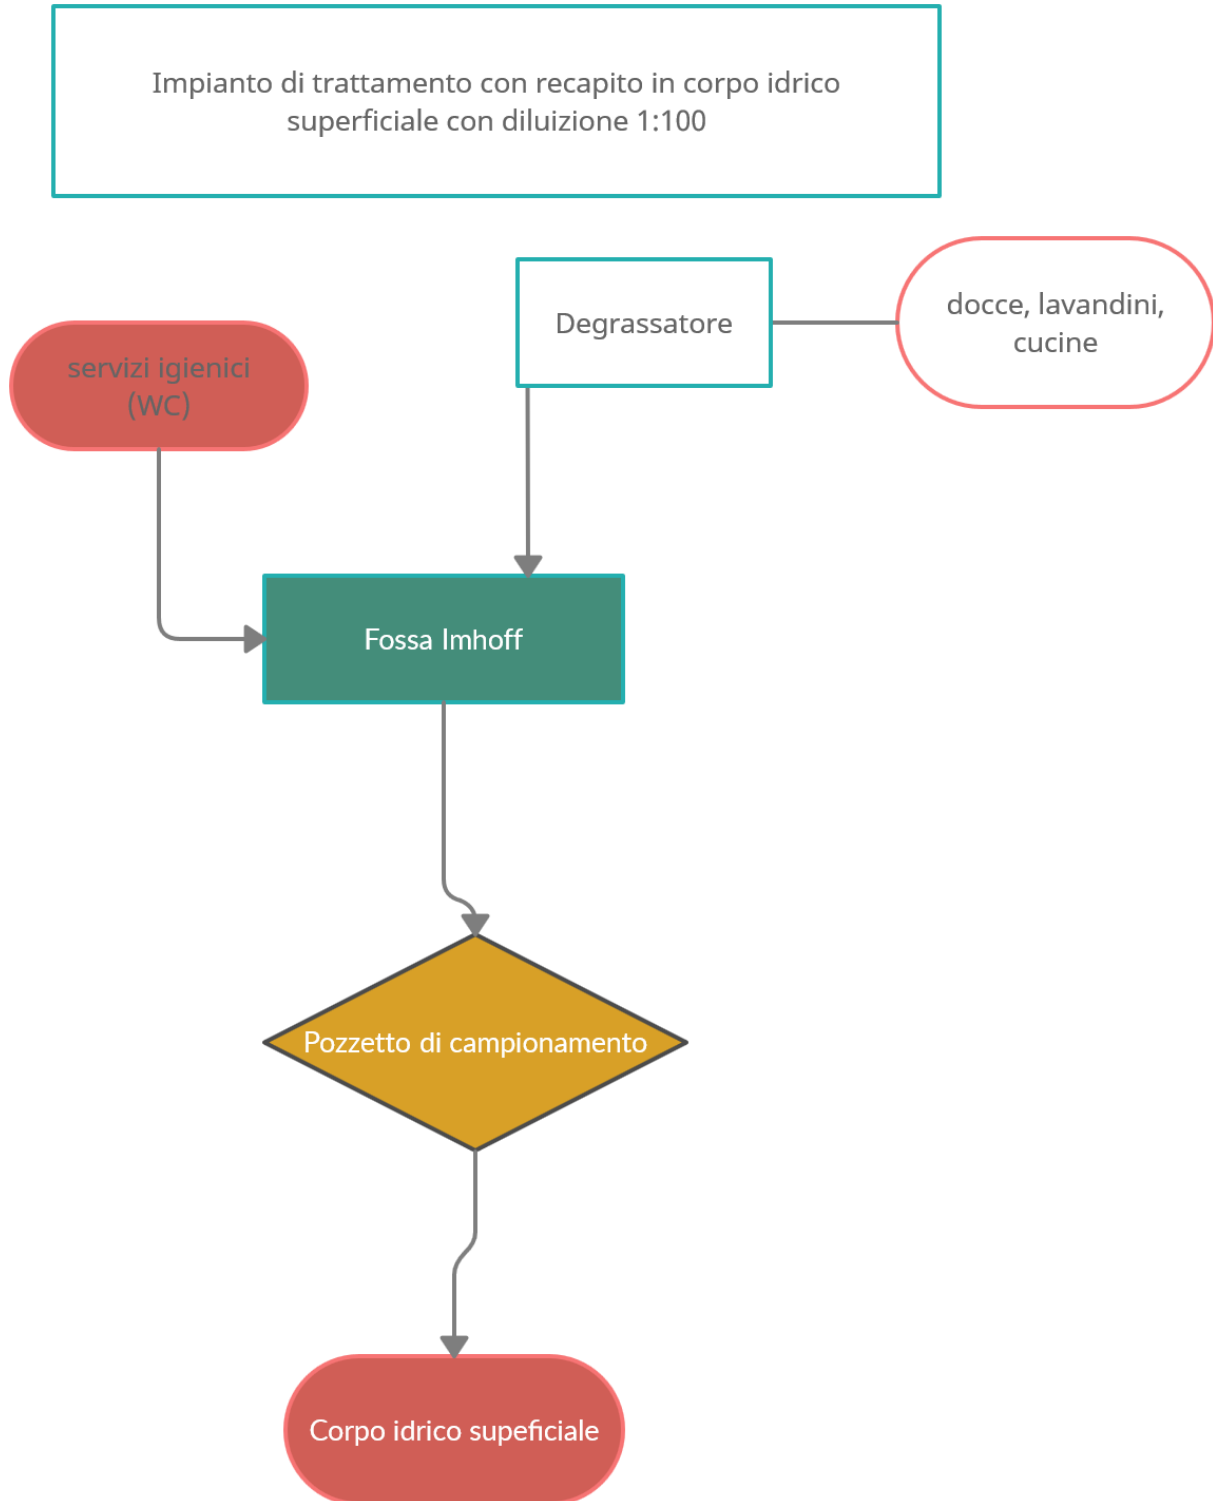 Impianto di trattamento con recapito in corpo idrico
superficiale con diluizione 1:100
Degrassatore
docce, lavandini,
cucine
servizi igienici
(WC)
Fossa Imhoff
Pozzetto di campionamento
Corpo idrico supeficiale